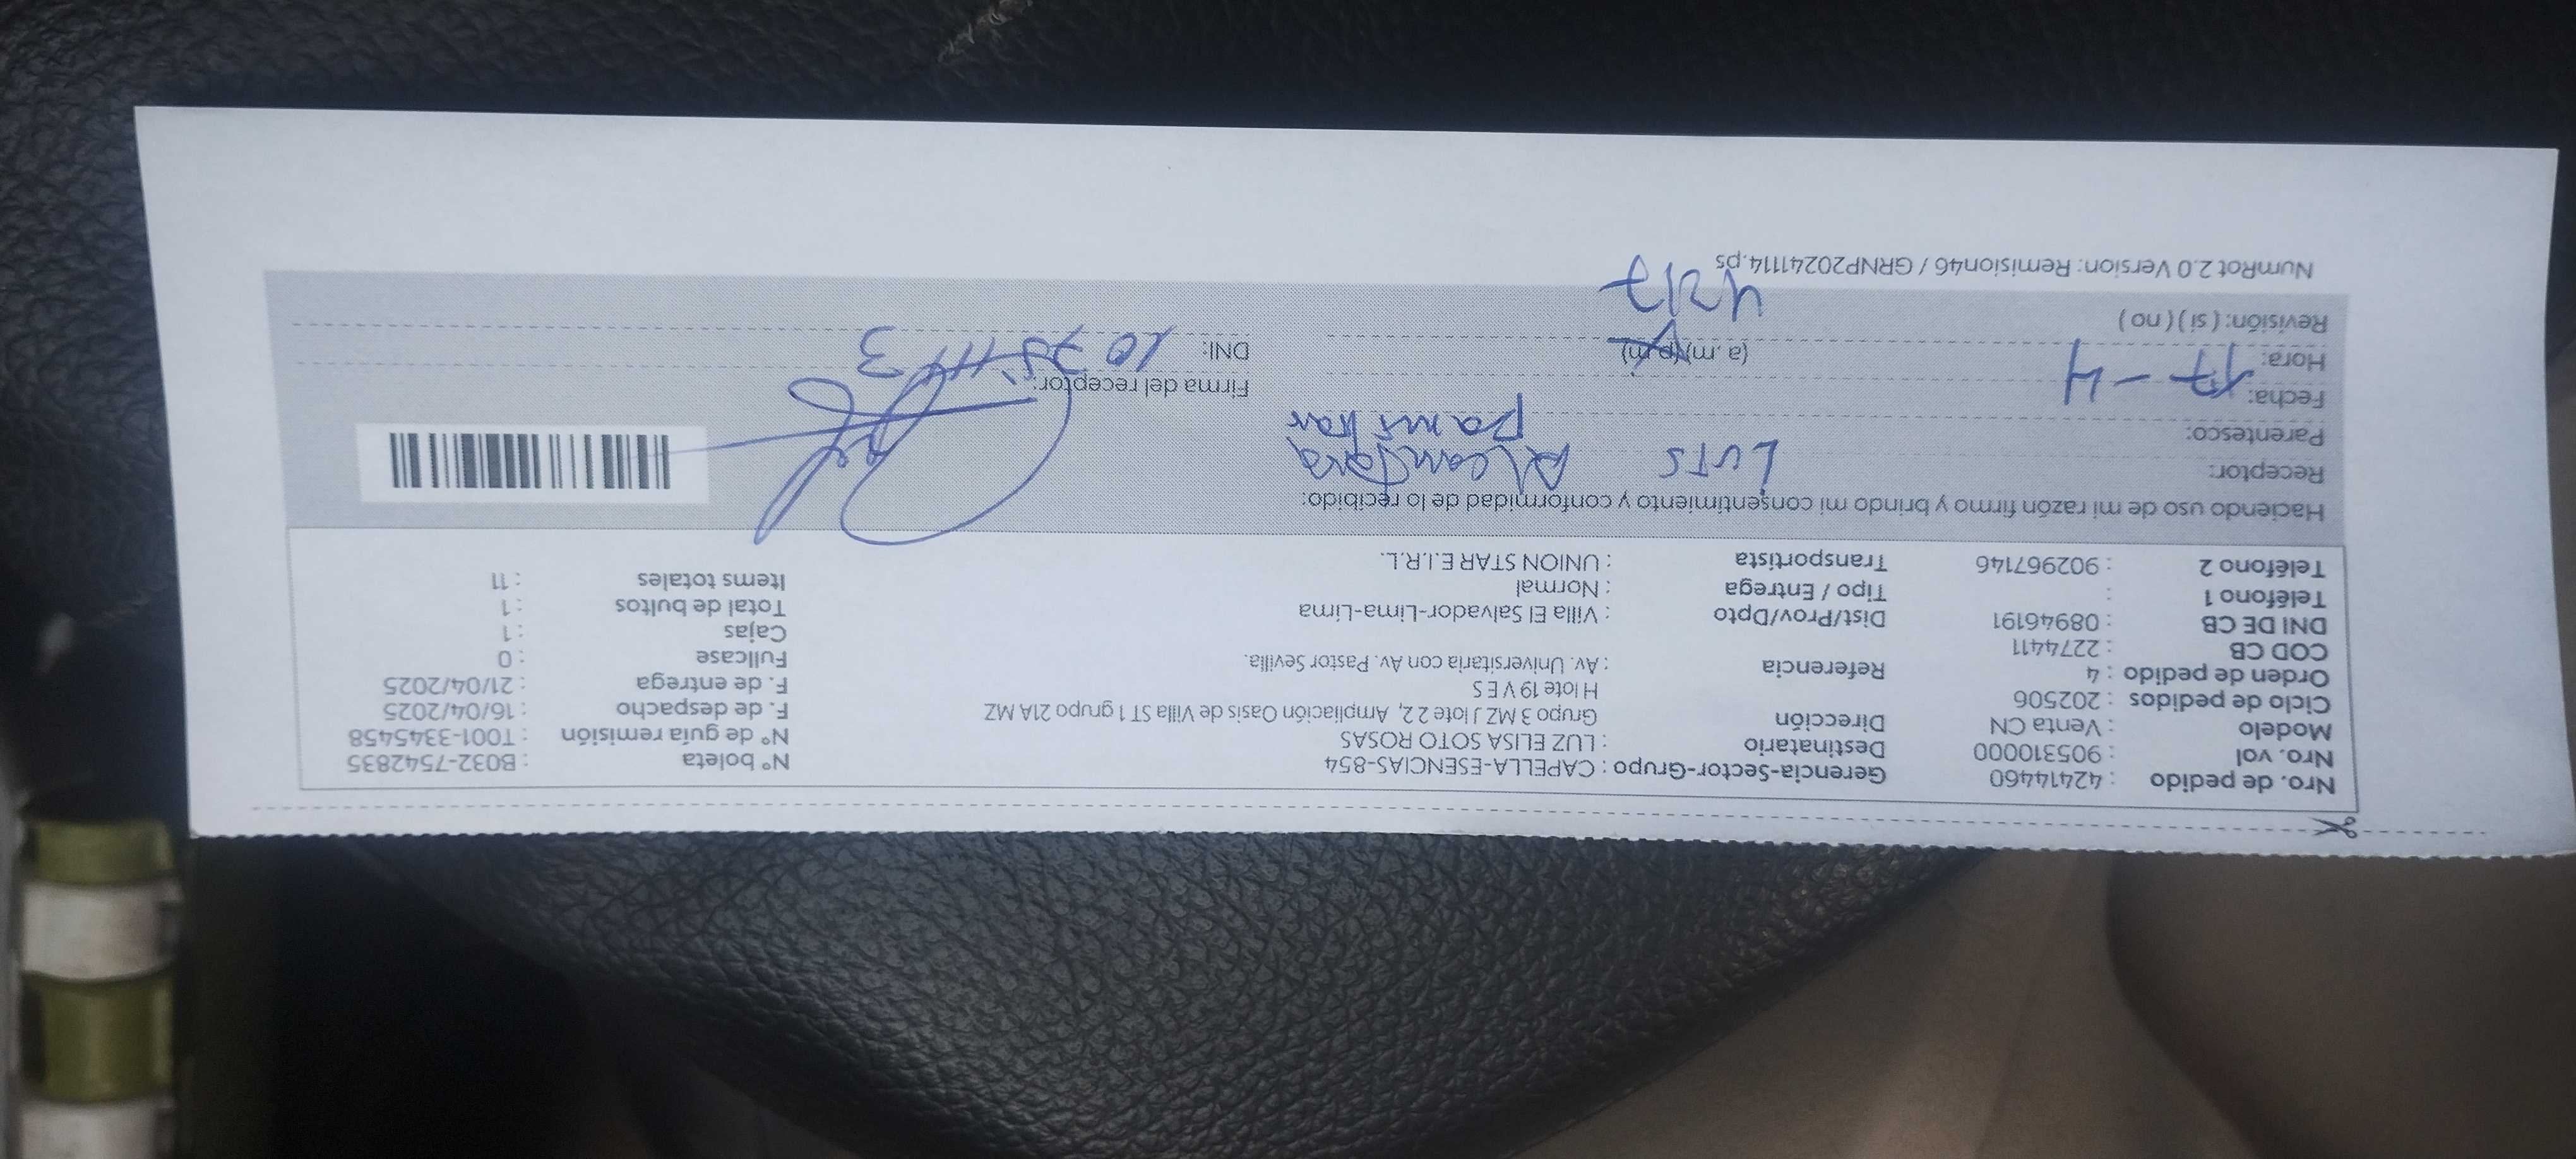 Nro. de pedido : 42414460 Gerencia-Sector-Grupo : CAPELLA-ESENCIAS-854 N° boleta : B032-7542835
Nro. vol : 905310000 Destinatario : LUZ ELISA SOTO ROSAS N° de guía remisión : T001-3345458
Modelo : Venta CN Dirección Grupo 3 MZ J lote 2 2, Ampliación Oasis de Villa ST 1 grupo 21A MZ F. de despacho : 16/04/2025
Ciclo de pedidos : 202506 H lote 19 V E S F. de entrega : 21/04/2025
Orden de pedido : 4 Referencia : Av. Universitaria con Av. Pastor Sevilla. Fullcase : 0
COD CB : 2274411 Cajas : 1
DNI DE CB : 08946191 Dist/Prov/Dpto : Villa El Salvador-Lima-Lima Total de bultos : 1
Teléfono 1 : Tipo / Entrega : Normal Items totales : 11
Teléfono 2 : 902967146 Transportista : UNION STAR E.I.R.L.
Haciendo uso de mi razón firmo y brindo mi consentimiento y conformidad de lo recibido:
Receptor: LUIS Alcantara
Parentesco:
Fecha: 17-4 Firma del receptor:
Hora: (a. m) (p.m) DNI:
Revisión: ( si ) ( no )
NumRot 2.0 Version: Remision46 / GRNP20241114.ps